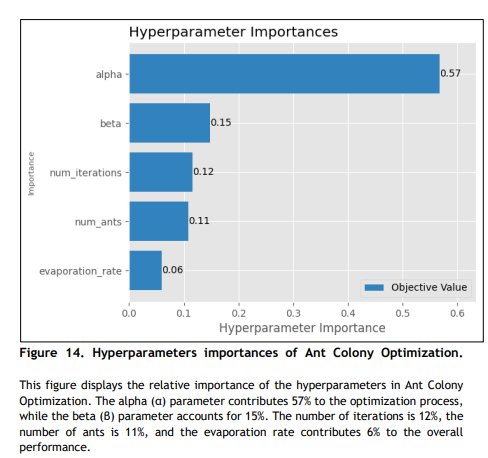 Hyperparameter Importances
alpha
0.57
beta
0.15
Importance
num_iterations
0.12
num_ants
0.11
evaporation_rate
0.06
Objective Value
0.0 0.1 0.2 0.3 0.4 0.5 0.6
Hyperparameter Importance
Figure 14. Hyperparameters importances of Ant Colony Optimization.
This figure displays the relative importance of the hyperparameters in Ant Colony
Optimization. The alpha (α) parameter contributes 57% to the optimization process,
while the beta (β) parameter accounts for 15%. The number of iterations is 12%, the
number of ants is 11%, and the evaporation rate contributes 6% to the overall
performance.